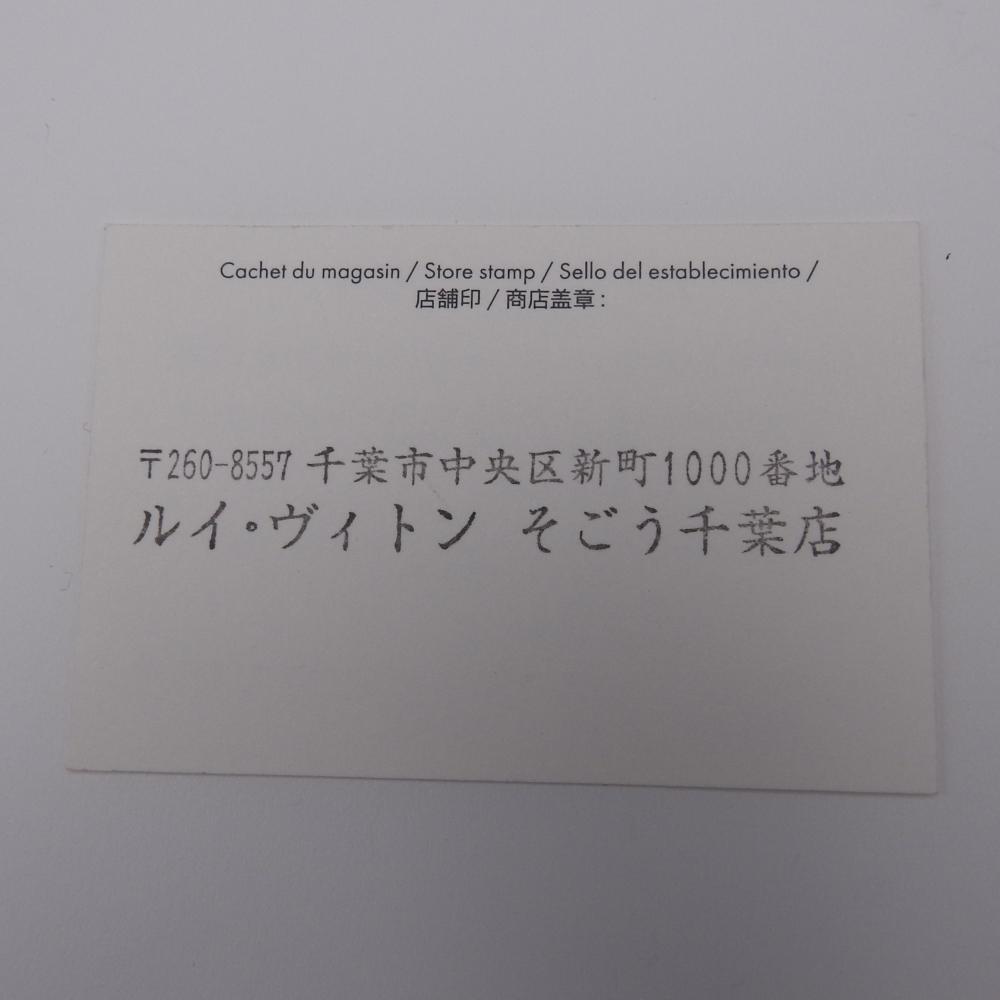 Cachet du magasin / Store stamp / Sello del establecimiento /
店舗印 / 商店盖章 :
〒260-8557 千葉市中央区新町1000番地
ルイ・ヴィトン そごう千葉店